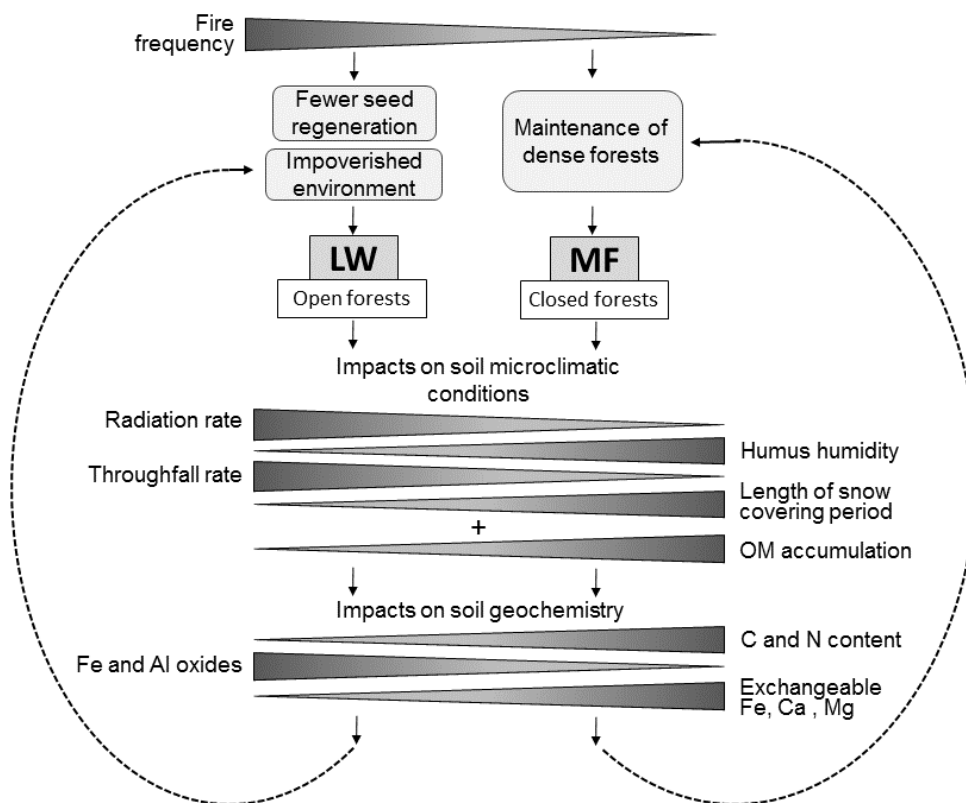 Fire
frequency
Fewer seed
regeneration
Maintenance of
dense forests
Impoverished
environment
LW
MF
Open forests
Closed forests
Impacts on soil microclimatic
conditions
Radiation rate
Humus humidity
Throughfall rate
Length of snow
covering period
+
OM accumulation
Impacts on soil geochemistry
C and N content
Fe and Al oxides
Exchangeable
Fe, Ca , Mg